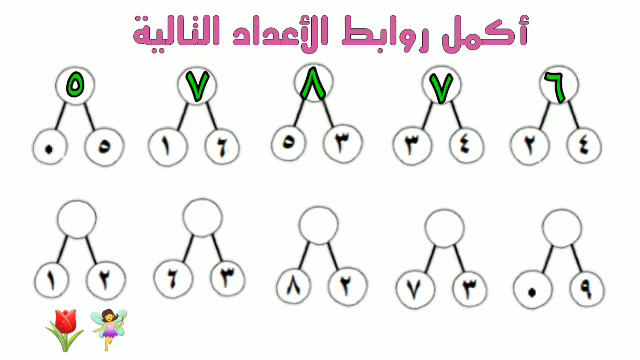 أكمل روابط الأعداد التالية
٦ ٧ ٨ ٧ ٥
٤ ٢ ٤ ٣ ٣ ٥ ٦ ١ ٥ ٠
٩ ٠ ٣ ٧ ٢ ٨ ٣ ٦ ٢ ١